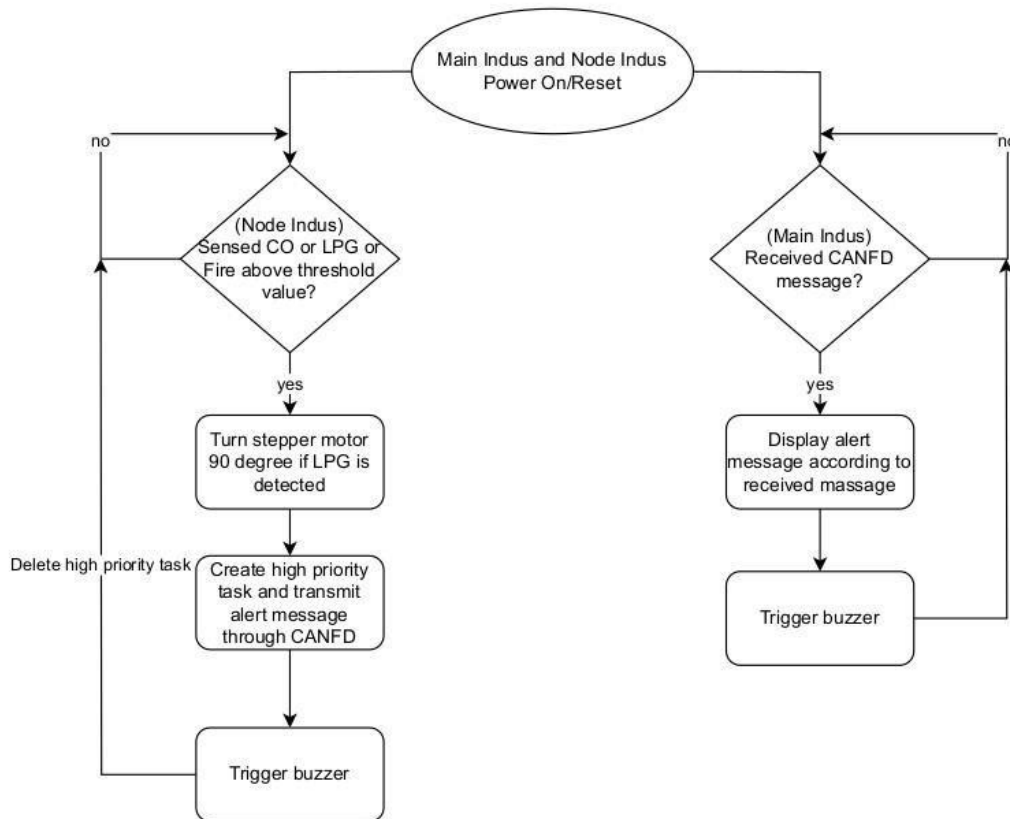 Main Indus and Node Indus
Power On/Reset
no
(Node Indus)
Sensed CO or LPG or
Fire above threshold
value?
yes
Turn stepper motor
90 degree if LPG is
detected
Delete high priority task
Create high priority
task and transmit
alert message
through CANFD
Trigger buzzer
no
(Main Indus)
Received CANFD
message?
yes
Display alert
message according to
received massage
Trigger buzzer